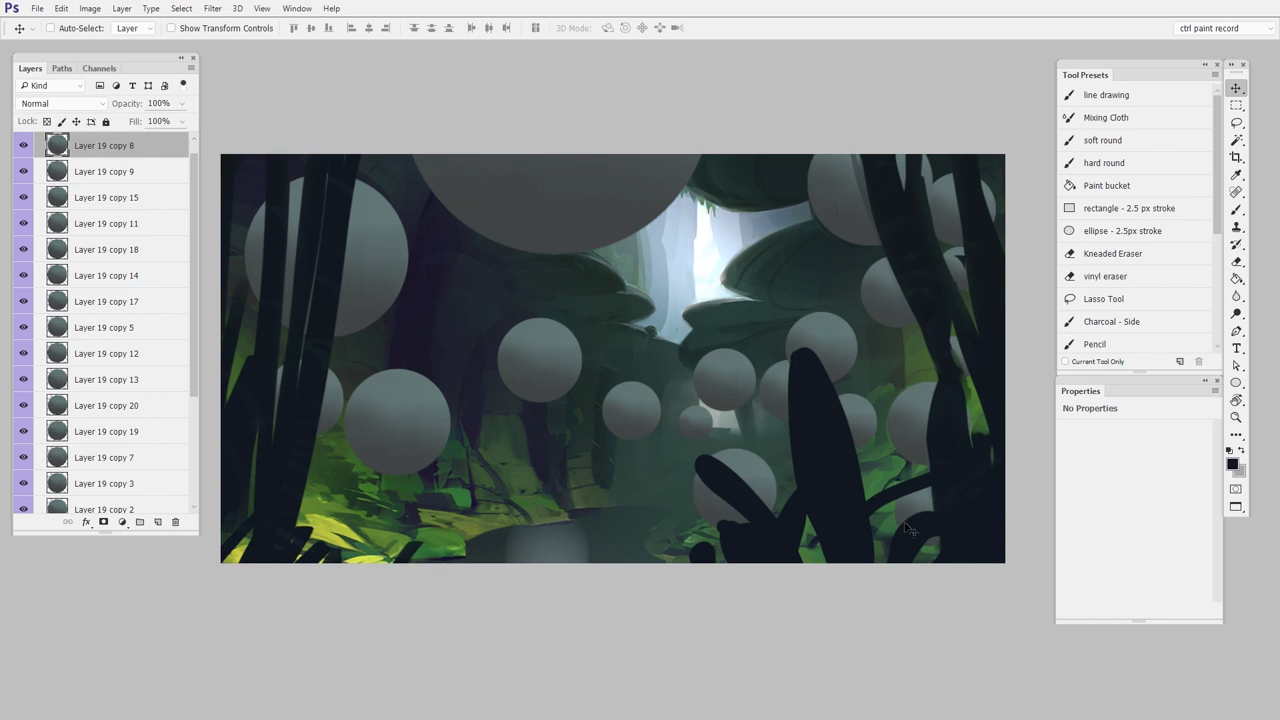 Ps File Edit Image Layer Type Select Filter 3D View Window Help
Auto-Select: Layer Show Transform Controls 3D Mode: ctrl paint record
Layers Paths Channels
Kind
Normal Opacity: 100%
Lock: Fill: 100%
Layer 19 copy 8
Layer 19 copy 9
Layer 19 copy 15
Layer 19 copy 11
Layer 19 copy 18
Layer 19 copy 14
Layer 19 copy 17
Layer 19 copy 5
Layer 19 copy 12
Layer 19 copy 13
Layer 19 copy 20
Layer 19 copy 19
Layer 19 copy 7
Layer 19 copy 3
Layer 19 copy 2
fx
Tool Presets
line drawing
Mixing Cloth
soft round
hard round
Paint bucket
rectangle - 2.5 px stroke
ellipse - 2.5px stroke
Kneaded Eraser
vinyl eraser
Lasso Tool
Charcoal - Side
Pencil
Current Tool Only
Properties
No Properties